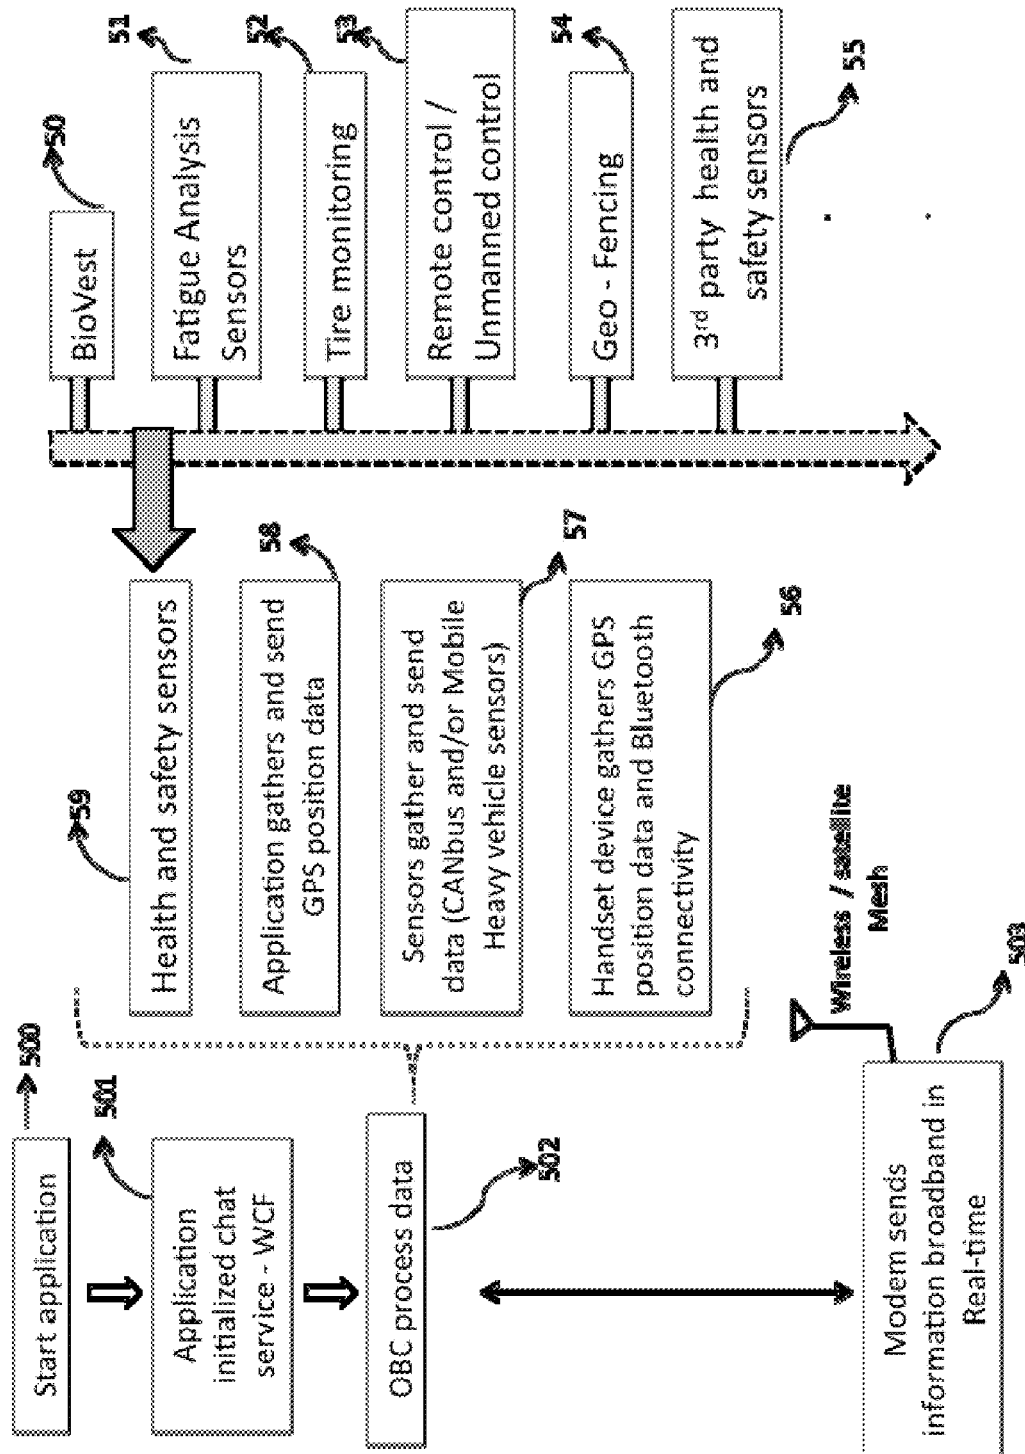 500
Start application
501
Application
initialized chat
service - WCF
OBC process data
502
Modem sends
information broadband in
Real-time
503
Wireless / satellite
Mesh
59
Health and safety sensors
58
Application gathers and send
GPS position data
Sensors gather and send
data (CANbus and/or Mobile
Heavy vehicle sensors)
57
Handset device gathers GPS
position data and Bluetooth
connectivity
56
50
BioVest
51
Fatigue Analysis
Sensors
52
Tire monitoring
53
Remote control /
Unmanned control
54
Geo - Fencing
3rd party health and
safety sensors
55